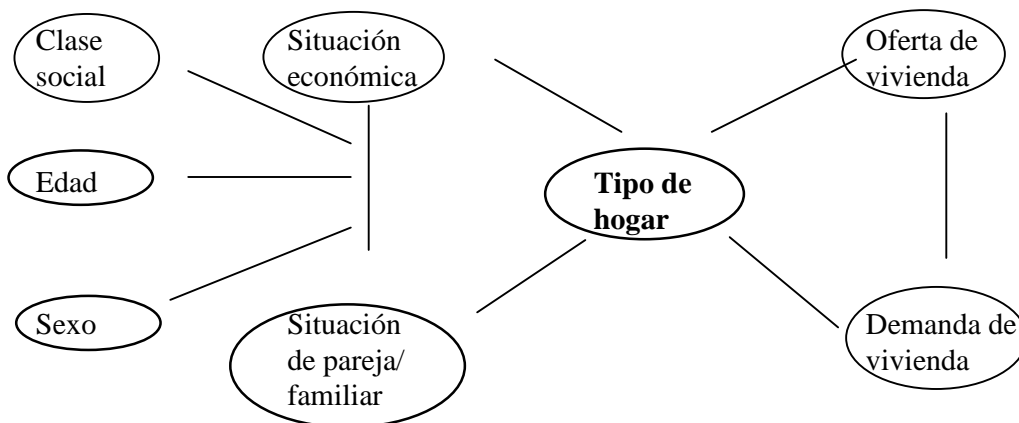 Clase
social
Situación
económica
Oferta de
vivienda
Edad
Tipo de
hogar
Sexo
Situación
de pareja/
familiar
Demanda de
vivienda